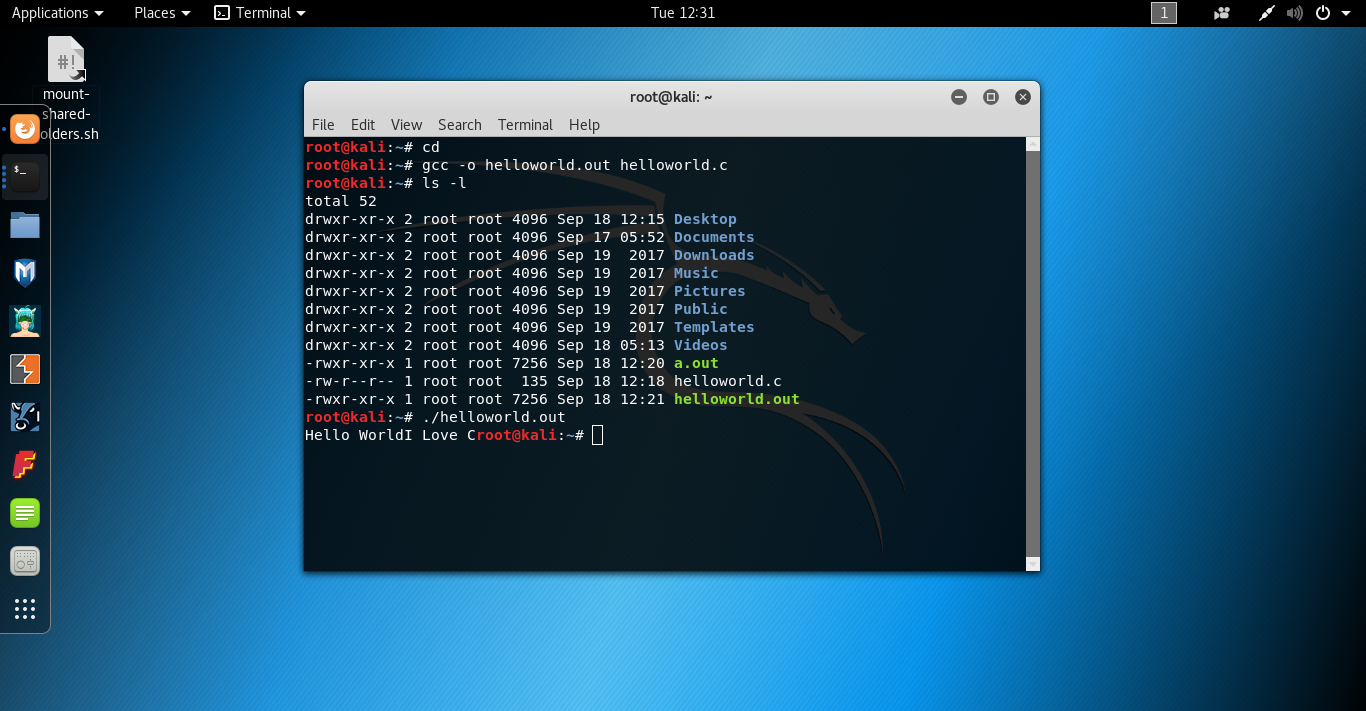 Applications Places Terminal Tue 12:31 1
#!
mount-
shared-
olders.sh
$_
root@kali: ~
File Edit View Search Terminal Help
root@kali:~# cd
root@kali:~# gcc -o helloworld.out helloworld.c
root@kali:~# ls -l
total 52
drwxr-xr-x 2 root root 4096 Sep 18 12:15 Desktop
drwxr-xr-x 2 root root 4096 Sep 17 05:52 Documents
drwxr-xr-x 2 root root 4096 Sep 19  2017 Downloads
drwxr-xr-x 2 root root 4096 Sep 19  2017 Music
drwxr-xr-x 2 root root 4096 Sep 19  2017 Pictures
drwxr-xr-x 2 root root 4096 Sep 19  2017 Public
drwxr-xr-x 2 root root 4096 Sep 19  2017 Templates
drwxr-xr-x 2 root root 4096 Sep 18 05:13 Videos
-rwxr-xr-x 1 root root 7256 Sep 18 12:20 a.out
-rw-r--r-- 1 root root  135 Sep 18 12:18 helloworld.c
-rwxr-xr-x 1 root root 7256 Sep 18 12:21 helloworld.out
root@kali:~# ./helloworld.out
Hello WorldI Love Croot@kali:~#